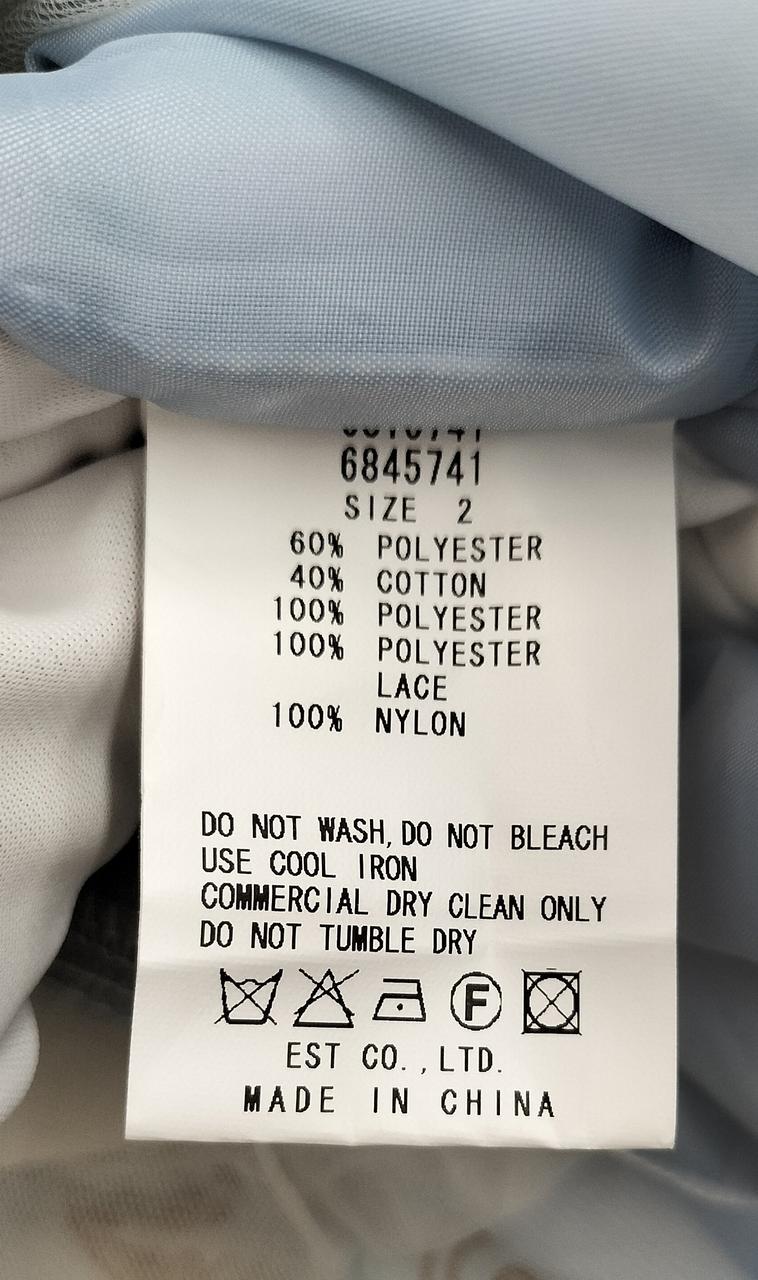 6845741
SIZE 2
60% POLYESTER
40% COTTON
100% POLYESTER
100% POLYESTER
LACE
100% NYLON
DO NOT WASH, DO NOT BLEACH
USE COOL IRON
COMMERCIAL DRY CLEAN ONLY
DO NOT TUMBLE DRY
F
EST CO.,LTD.
MADE IN CHINA